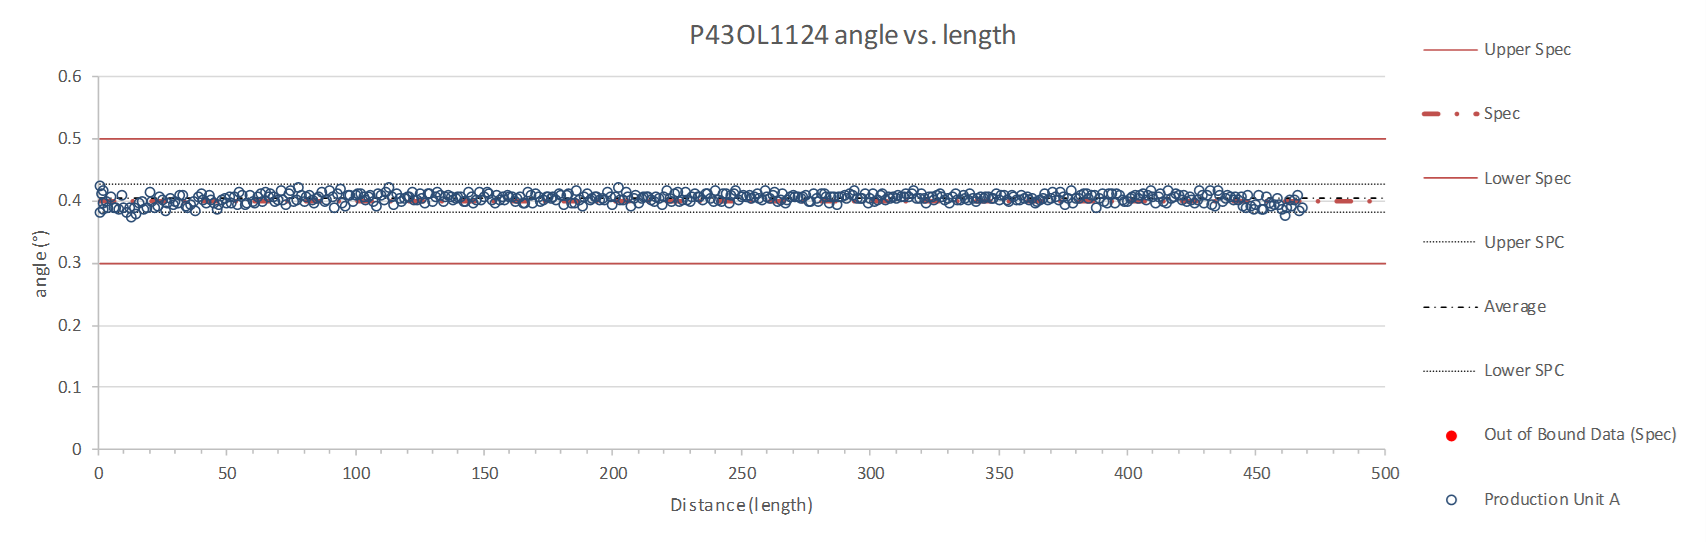 P43OL1124 angle vs. length
0.6
0.5
0.4
0.3
0.2
0.1
0
angle (°)
0 50 100 150 200 250 300 350 400 450 500
Distance (length)
Upper Spec
Spec
Lower Spec
Upper SPC
Average
Lower SPC
Out of Bound Data (Spec)
Production Unit A